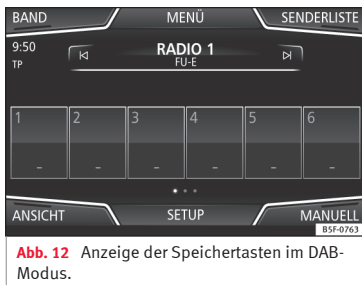 BAND MENÜ SENDERLISTE
9:50 RADIO 1
TP FU-E
1 2 3 4 5 6
- - - - - -
ANSICHT SETUP MANUELL
B5F-0763
Abb. 12 Anzeige der Speichertasten im DAB-
Modus.